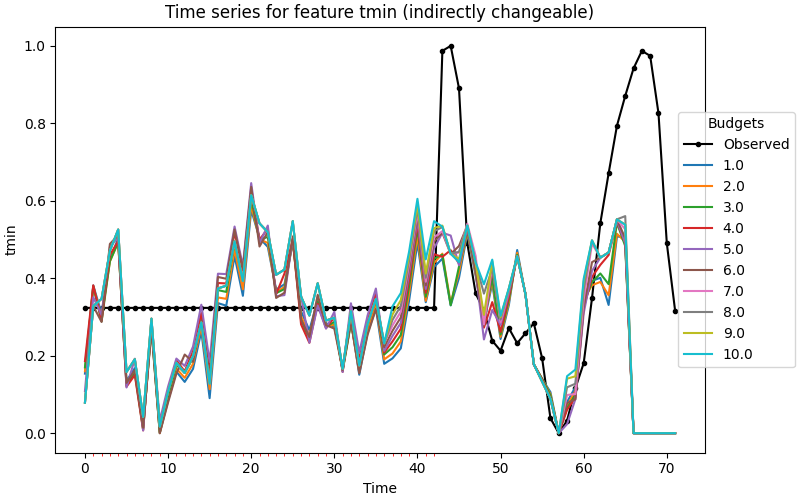 Time series for feature tmin (indirectly changeable)
1.0
0.8
0.6
0.4
0.2
0.0
tmin
0 10 20 30 40 50 60 70
Time
Budgets
Observed
1.0
2.0
3.0
4.0
5.0
6.0
7.0
8.0
9.0
10.0